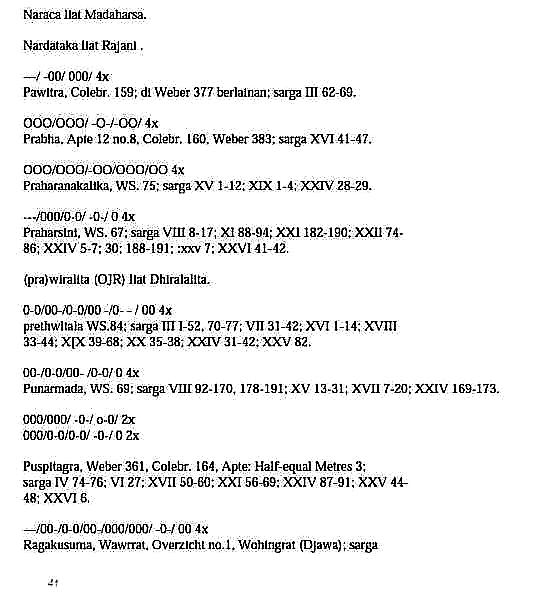 Naraca liat Madaharsa.
Nardataka liat Rajani .
—/ -00/ 000/ 4x
Pawitra, Colebr. 159; di Weber 377 berlainan; sarga III 62-69.
OOO/OOO/ -O-/-OO/ 4x
Prabha, Apte 12 no.8, Colebr. 160, Weber 383; sarga XVI 41-47.
OOO/OOO/-OO/OOO/OO 4x
Praharanakalika, WS. 75; sarga XV 1-12; XIX 1-4; XXIV 28-29.
---/000/0-0/ -0-/ 0 4x
Praharsini, WS. 67; sarga VIII 8-17; XI 88-94; XXI 182-190; XXII 74-
86; XXIV 5-7; 30; 188-191; :xxv 7; XXVI 41-42.
(pra)wiralita (OJR) liat Dhiralalita.
0-0/00-/0-0/00 -/0- - / 00 4x
prethwitala WS.84; sarga III I-52, 70-77; VII 31-42; XVI 1-14; XVIII
33-44; X[X 39-68; XX 35-38; XXIV 31-42; XXV 82.
00-/0-0/00- /0-0/ 0 4x
Punarmada, WS. 69; sarga VIII 92-170, 178-191; XV 13-31; XVII 7-20; XXIV 169-173.
000/000/ -0-/ o-0/ 2x
000/0-0/0-0/ -0-/ 0 2x
Puspitagra, Weber 361, Colebr. 164, Apte: Half-equal Metres 3;
sarga IV 74-76; VI 27; XVII 50-60; XXI 56-69; XXIV 87-91; XXV 44-
48; XXVI 6.
—/00-/0-0/00-/000/000/ -0-/ 00 4x
Ragakusuma, Wawrrat, Overzicht no.1, Wohingrat (Djawa); sarga